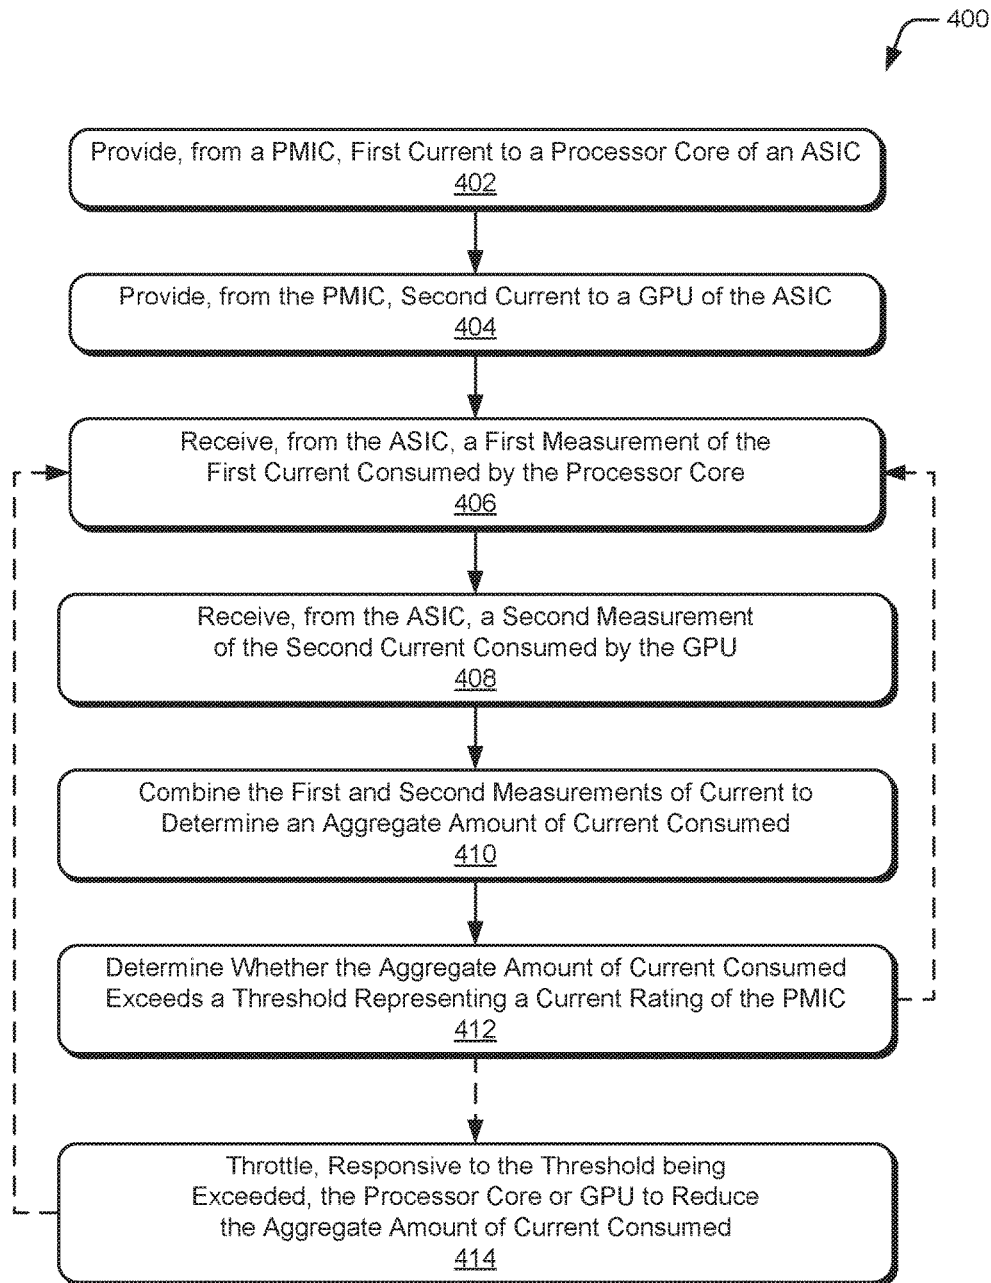 400
Provide, from a PMIC, First Current to a Processor Core of an ASIC
402
Provide, from the PMIC, Second Current to a GPU of the ASIC
404
Receive, from the ASIC, a First Measurement of the
First Current Consumed by the Processor Core
406
Receive, from the ASIC, a Second Measurement
of the Second Current Consumed by the GPU
408
Combine the First and Second Measurements of Current to
Determine an Aggregate Amount of Current Consumed
410
Determine Whether the Aggregate Amount of Current Consumed
Exceeds a Threshold Representing a Current Rating of the PMIC
412
Throttle, Responsive to the Threshold being
Exceeded, the Processor Core or GPU to Reduce
the Aggregate Amount of Current Consumed
414